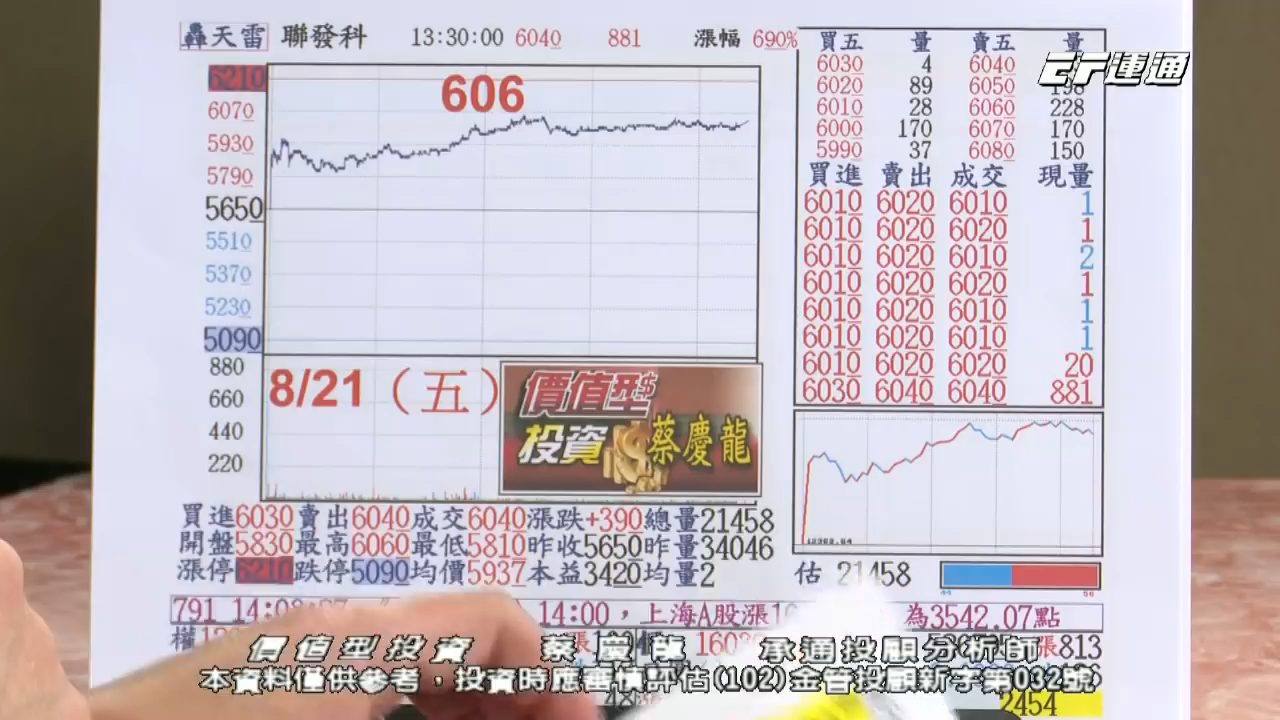 轟天雷 聯發科 13:30:00 6040 881 漲幅 690%
買五 量 賣五 量
6030 4 6040
6020 89 6050 198
6010 28 6060 228
6000 170 6070 170
5990 37 6080 150
運通
買進 賣出 成交 現量
6010 6020 6010 1
6010 6020 6020 1
6010 6020 6010 2
6010 6020 6020 1
6010 6020 6010 1
6010 6020 6010 1
6010 6020 6020 20
6030 6040 6040 881
6210
6070
5930
5790
5650
5510
5370
5230
5090
880
660
440
220
606
8/21（五）
價值型$
投資 蔡慶龍
買進6030賣出6040成交6040漲跌+390總量21458
開盤5830最高6060最低5810昨收5650昨量34046
漲停6210跌停5090均價5937本益3420均量2
估 21458
44 56
791 14:00，上海A股漲 為3542.07點
權 張813
價值型投資 蔡慶龍 承通投顧分析師
本資料僅供參考，投資時應審慎評估(102)金管投顧新字第032號
2454